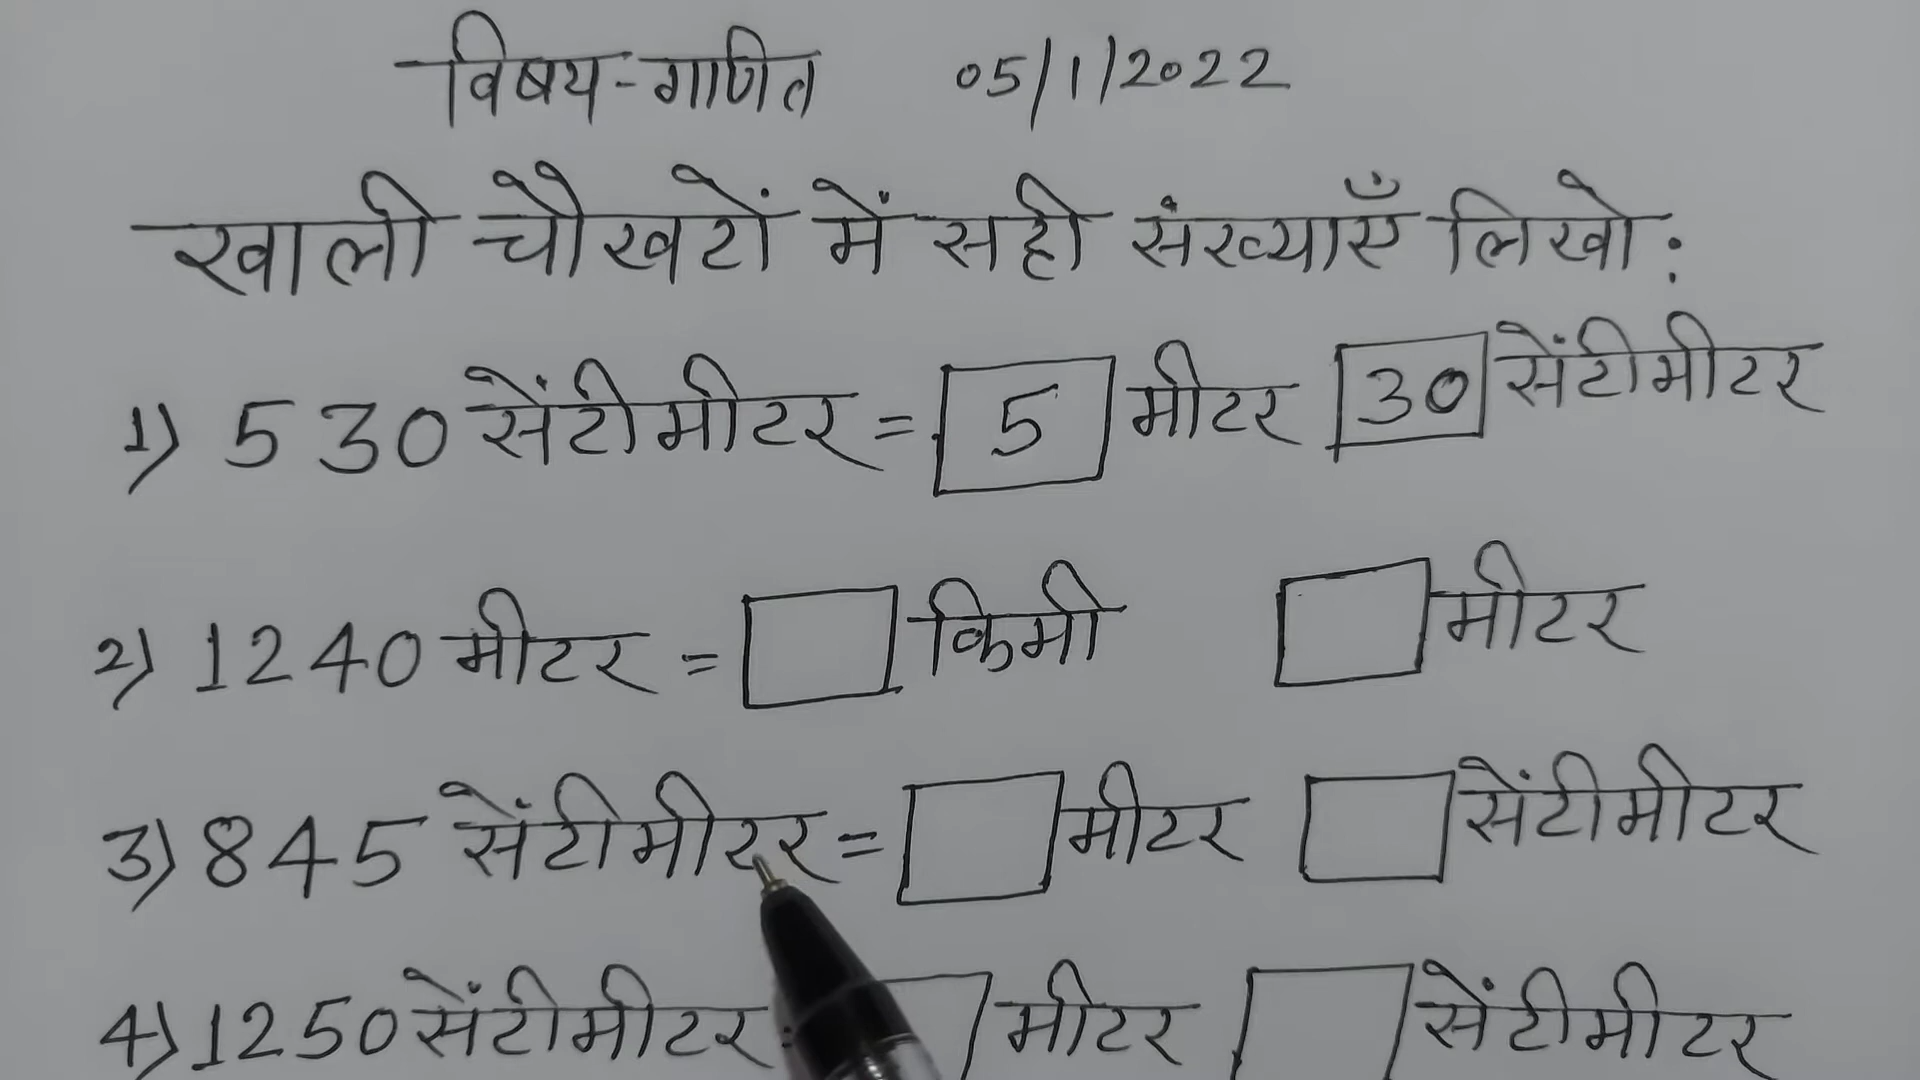 विषय-गणित 05/1/2022
खाली चौखटों में सही संख्याएँ लिखो:
1) 530 सेंटीमीटर = 5 मीटर 30 सेंटीमीटर
2) 1240 मीटर = किमी मीटर
3) 845 सेंटीमीटर = मीटर सेंटीमीटर
4) 1250 सेंटीमीटर मीटर सेंटीमीटर